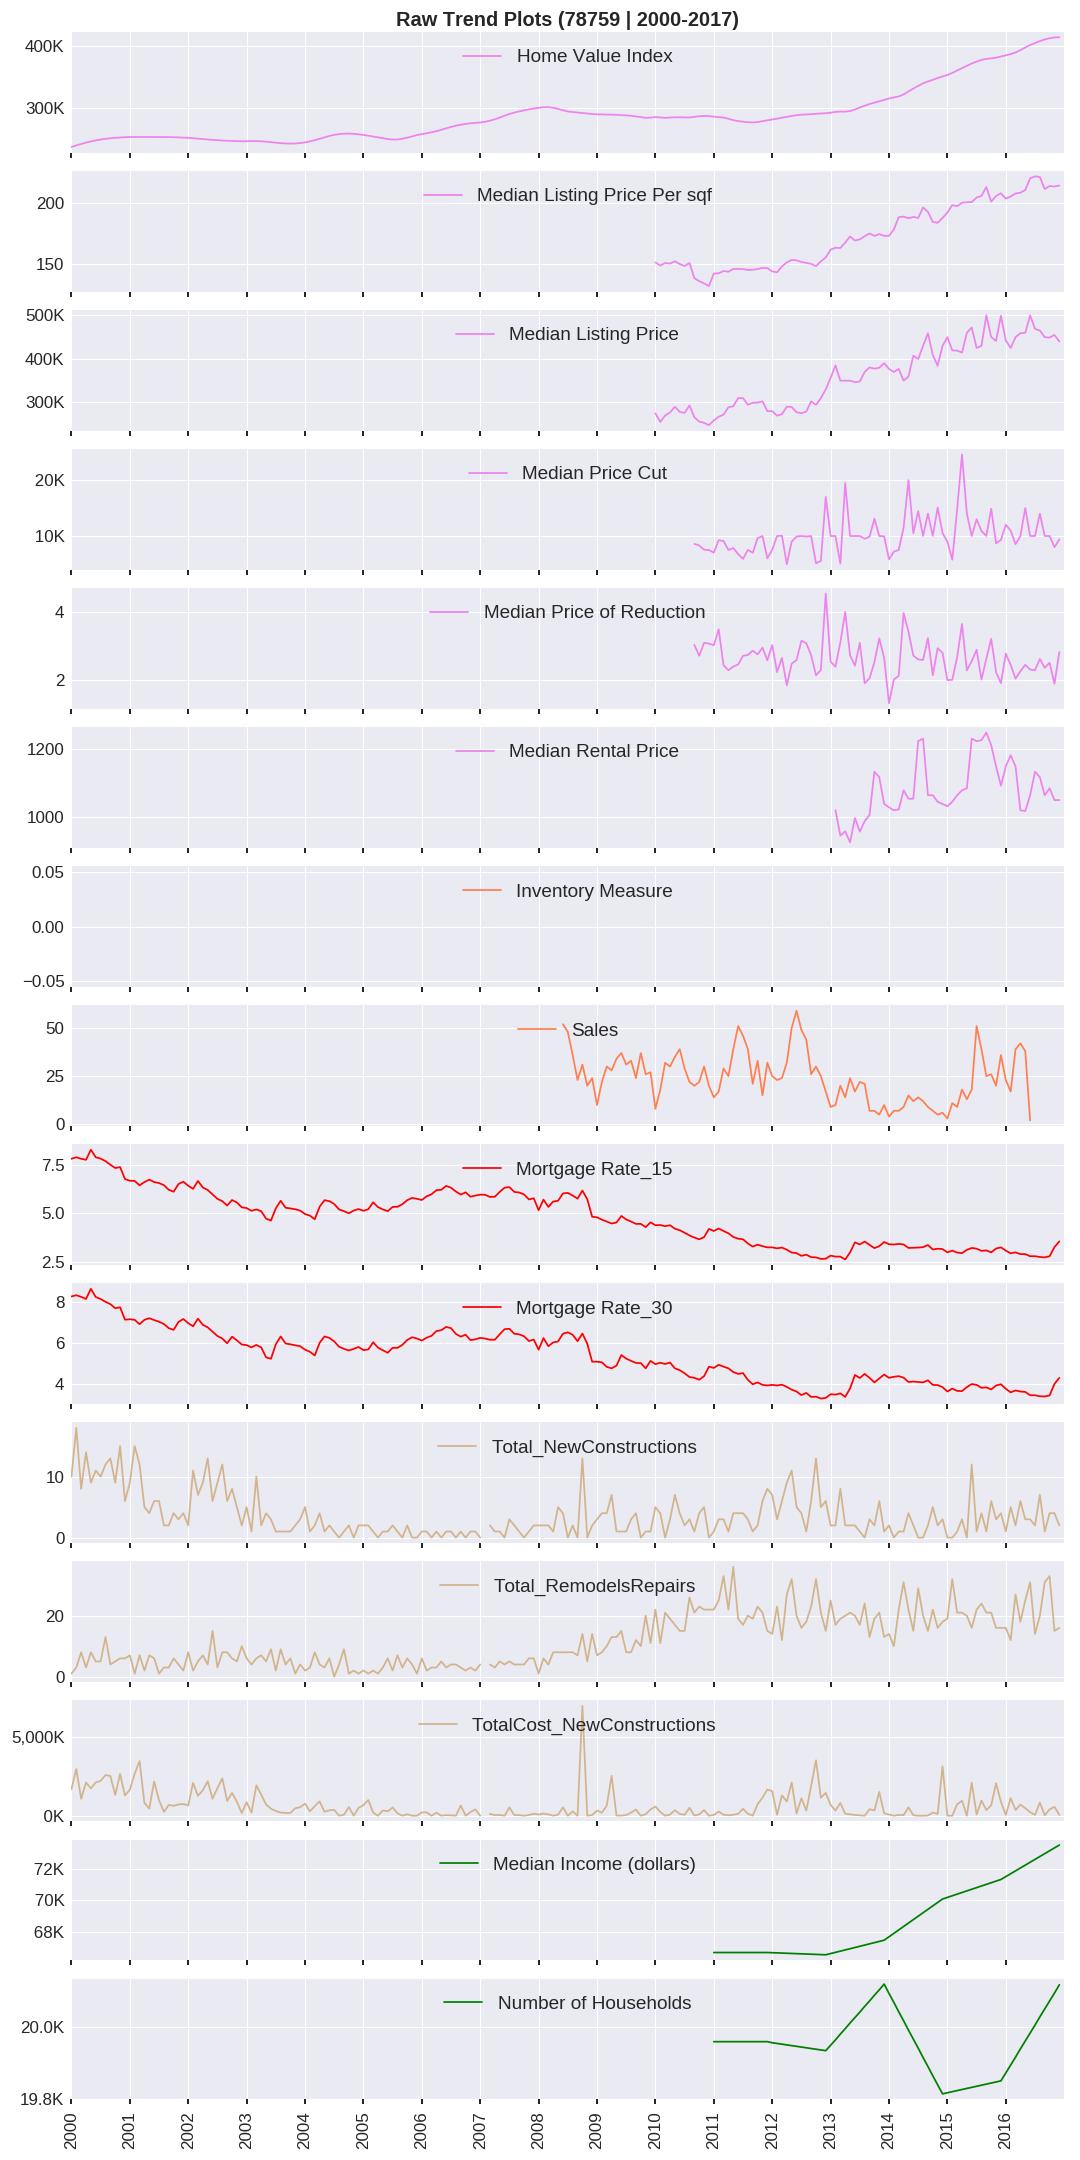 Raw Trend Plots (78759 | 2000-2017)
400K
300K
Home Value Index
200
150
Median Listing Price Per sqf
500K
400K
300K
Median Listing Price
20K
10K
Median Price Cut
4
2
Median Price of Reduction
1200
1000
Median Rental Price
0.05
0.00
−0.05
Inventory Measure
50
25
0
Sales
7.5
5.0
2.5
Mortgage Rate_15
8
6
4
Mortgage Rate_30
10
0
Total_NewConstructions
20
0
Total_RemodelsRepairs
5,000K
0K
TotalCost_NewConstructions
72K
70K
68K
Median Income (dollars)
20.0K
19.8K
Number of Households
2000 2001 2002 2003 2004 2005 2006 2007 2008 2009 2010 2011 2012 2013 2014 2015 2016